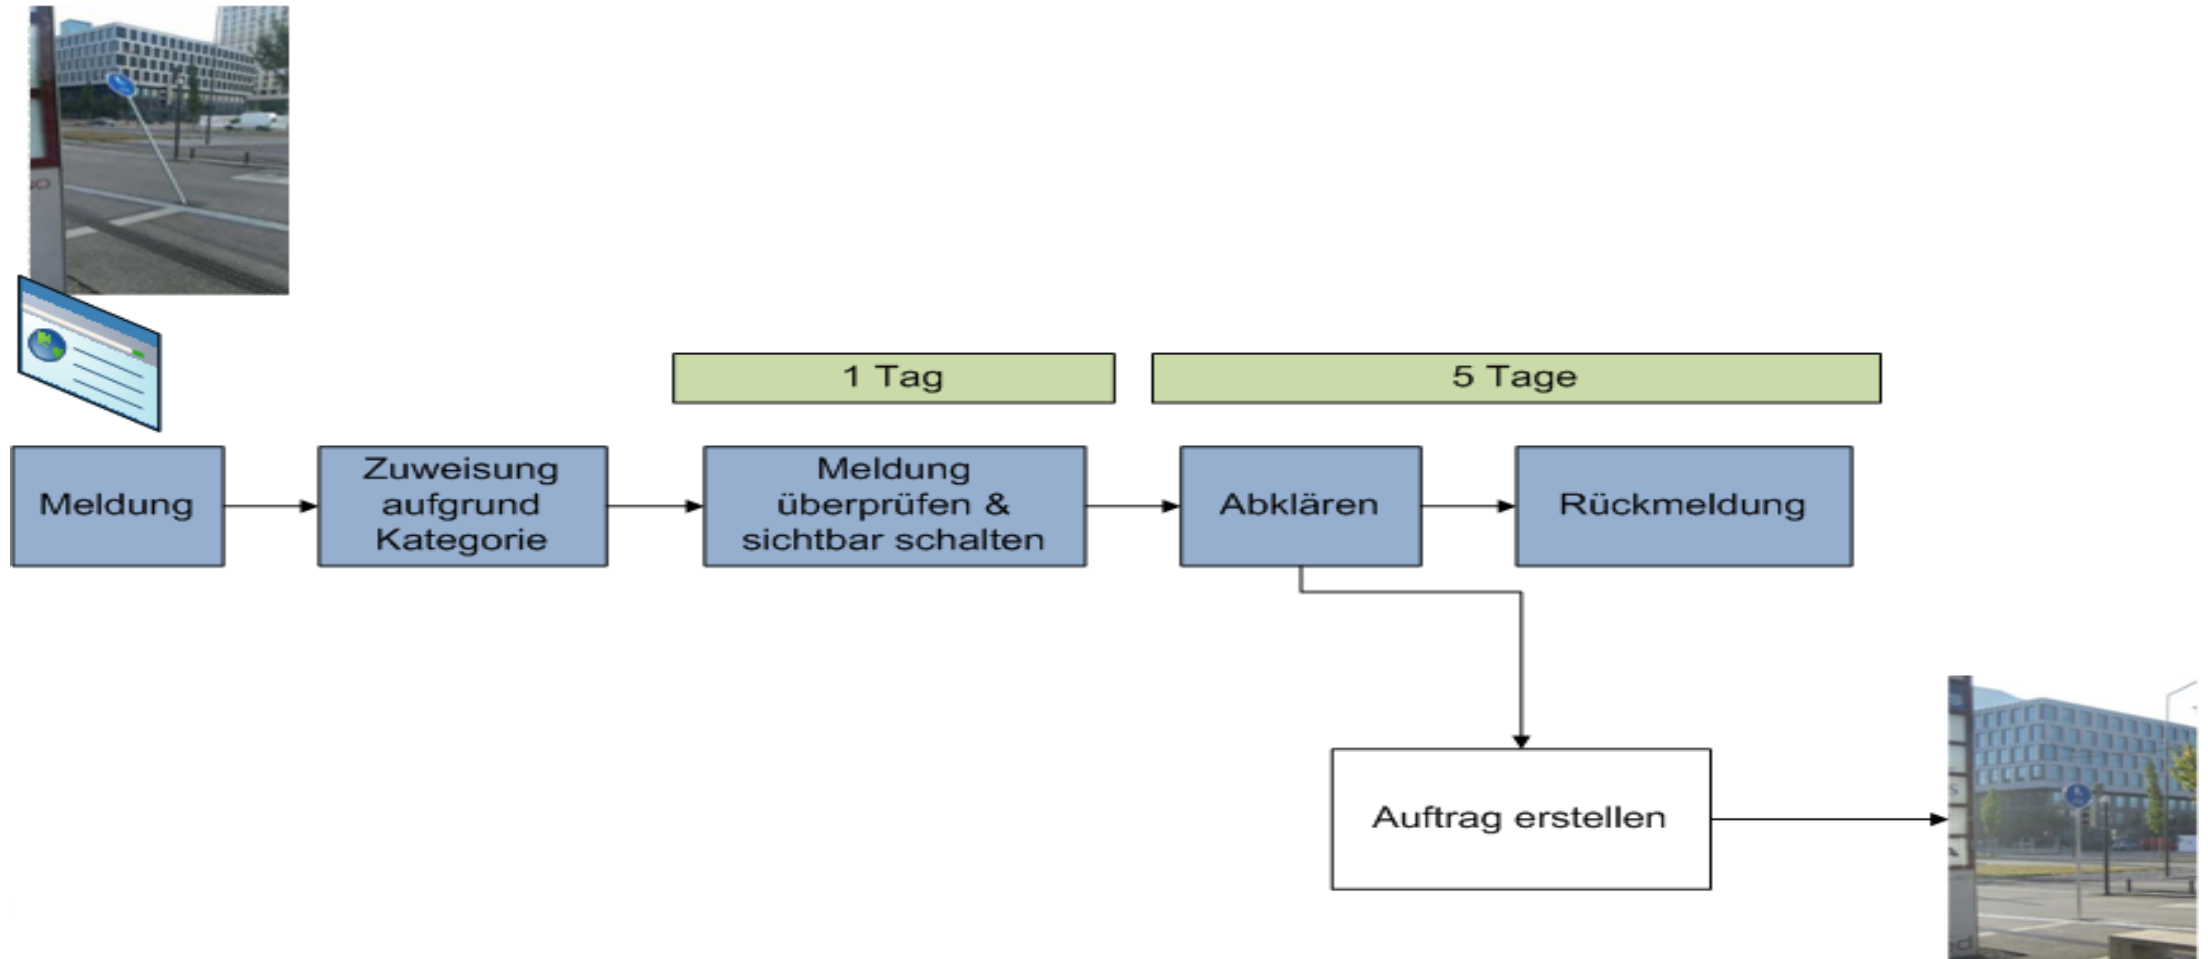 1 Tag
5 Tage
Meldung
Zuweisung
aufgrund
Kategorie
Meldung
überprüfen &
sichtbar schalten
Abklären
Rückmeldung
Auftrag erstellen